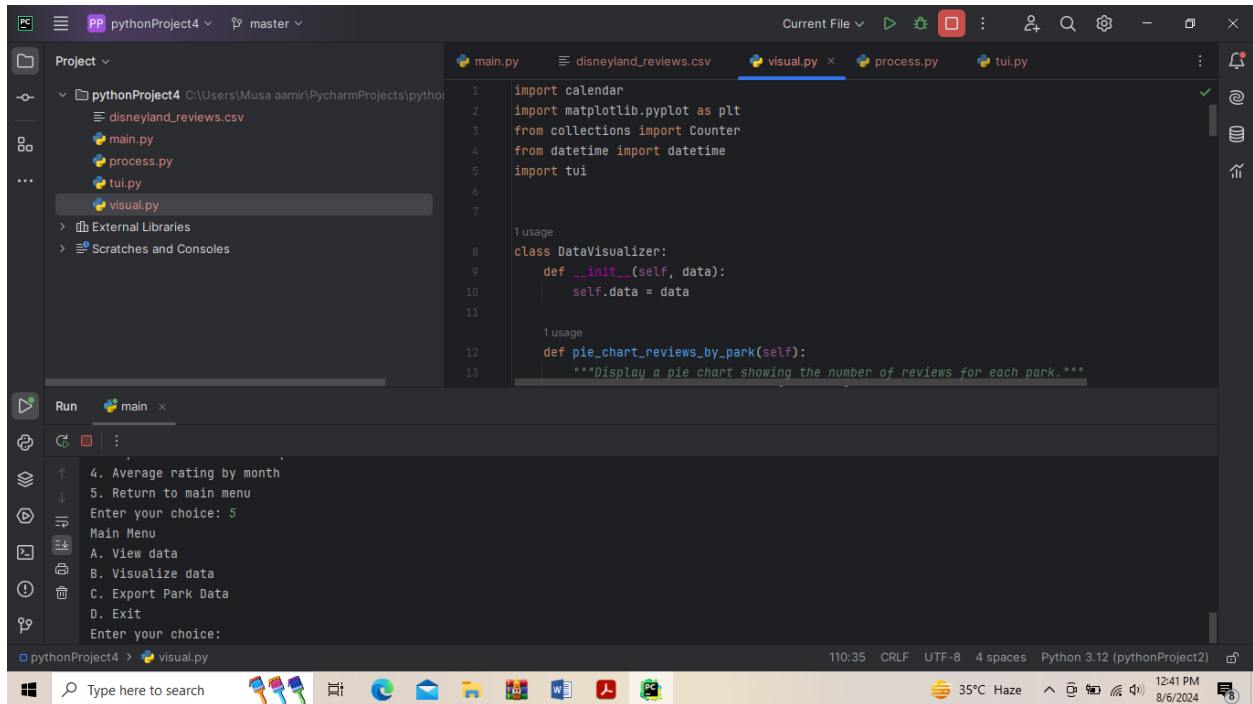 PC
PP pythonProject4
master
Current File
Project
pythonProject4 C:\Users\Musa aamir\PycharmProjects\pytho
disneyland_reviews.csv
main.py
process.py
tui.py
visual.py
External Libraries
Scratches and Consoles
main.py disneyland_reviews.csv visual.py process.py tui.py
1 import calendar
2 import matplotlib.pyplot as plt
3 from collections import Counter
4 from datetime import datetime
5 import tui
6
7
1 usage
8 class DataVisualizer:
9 def __init__(self, data):
10 self.data = data
11
1 usage
12 def pie_chart_reviews_by_park(self):
13 """Display a pie chart showing the number of reviews for each park."""
Run main
4. Average rating by month
5. Return to main menu
Enter your choice: 5
Main Menu
A. View data
B. Visualize data
C. Export Park Data
D. Exit
Enter your choice:
pythonProject4 > visual.py
110:35 CRLF UTF-8 4 spaces Python 3.12 (pythonProject2)
Type here to search
35°C Haze
12:41 PM
8/6/2024
8